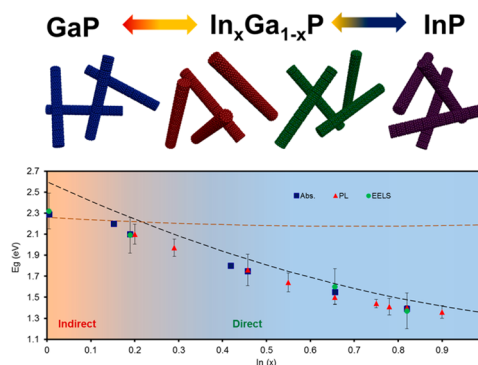 GaP InₓGa₁₋ₓP InP
2.7
2.5
2.3
2.1
1.9
1.7
1.5
1.3
1.1
Eg (eV)
Abs. PL EELS
Indirect Direct
0 0.1 0.2 0.3 0.4 0.5 0.6 0.7 0.8 0.9
In (x)